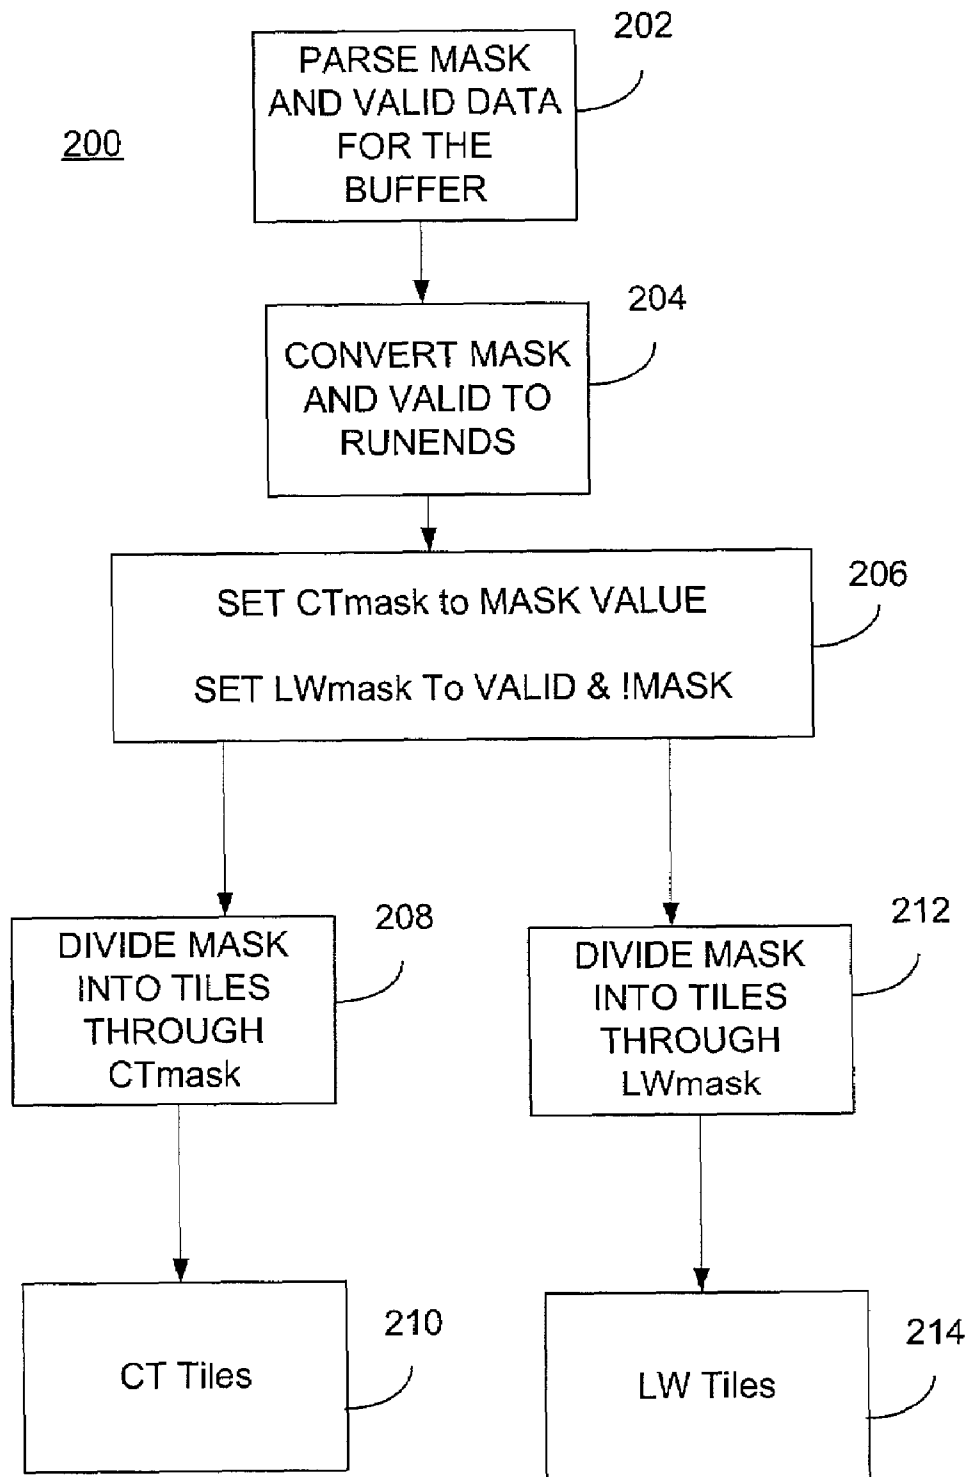 202
PARSE MASK
AND VALID DATA
FOR THE
BUFFER
200
204
CONVERT MASK
AND VALID TO
RUNENDS
206
SET CTmask to MASK VALUE
SET LWmask To VALID & !MASK
208
DIVIDE MASK
INTO TILES
THROUGH
CTmask
212
DIVIDE MASK
INTO TILES
THROUGH
LWmask
210
CT Tiles
214
LW Tiles